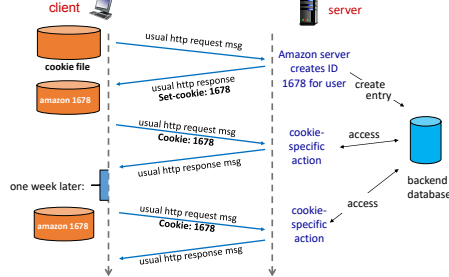 client
server
usual http request msg
cookie file
Amazon server
creates ID
1678 for user
usual http response
Set-cookie: 1678
create
entry
amazon 1678
usual http request msg
Cookie: 1678
cookie-
specific
action
access
usual http response msg
backend
database
one week later:
access
usual http request msg
Cookie: 1678
cookie-
specific
action
amazon 1678
usual http response msg